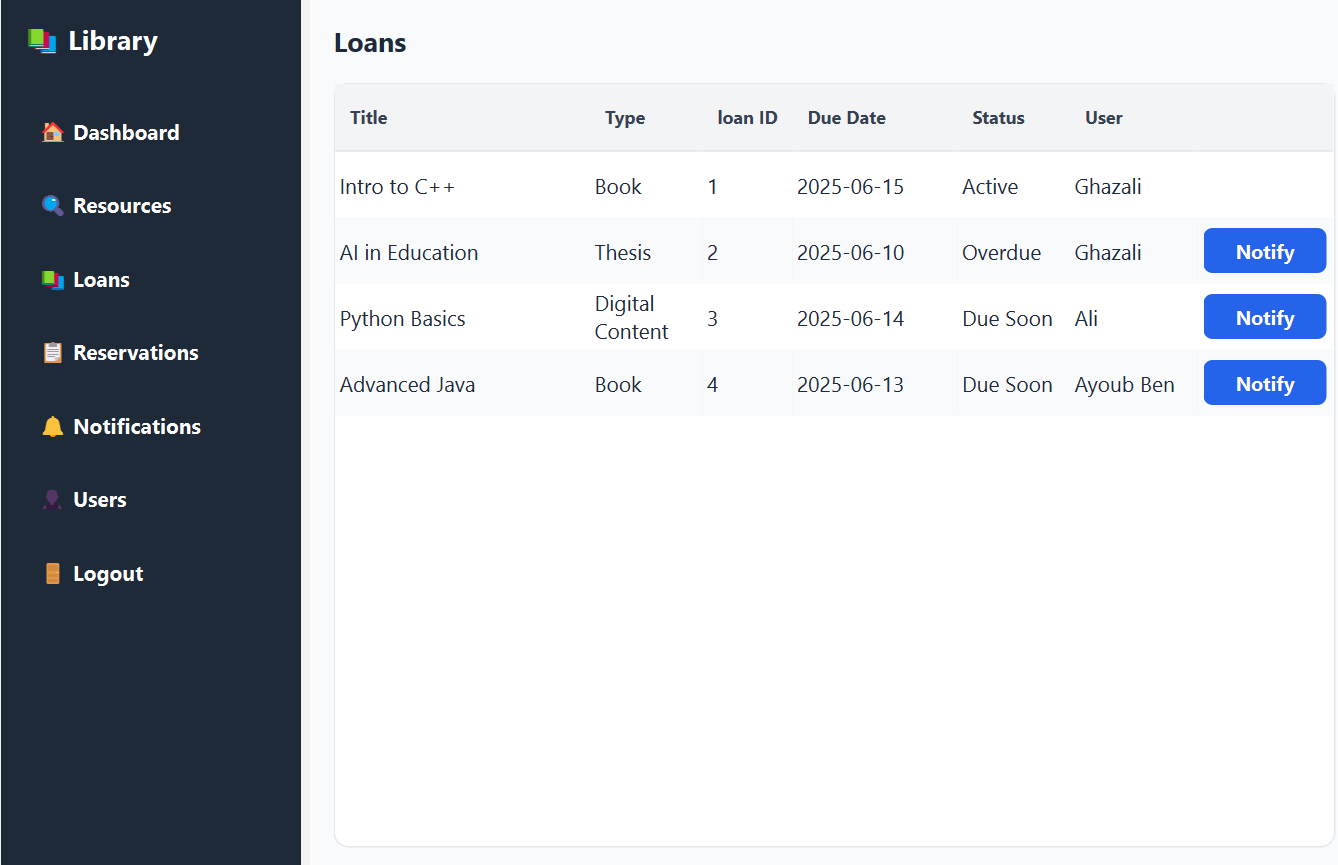 Library
Dashboard
Resources
Loans
Reservations
Notifications
Users
Logout
Loans
Title Type loan ID Due Date Status User
Intro to C++ Book 1 2025-06-15 Active Ghazali
AI in Education Thesis 2 2025-06-10 Overdue Ghazali Notify
Python Basics Digital Content 3 2025-06-14 Due Soon Ali Notify
Advanced Java Book 4 2025-06-13 Due Soon Ayoub Ben Notify